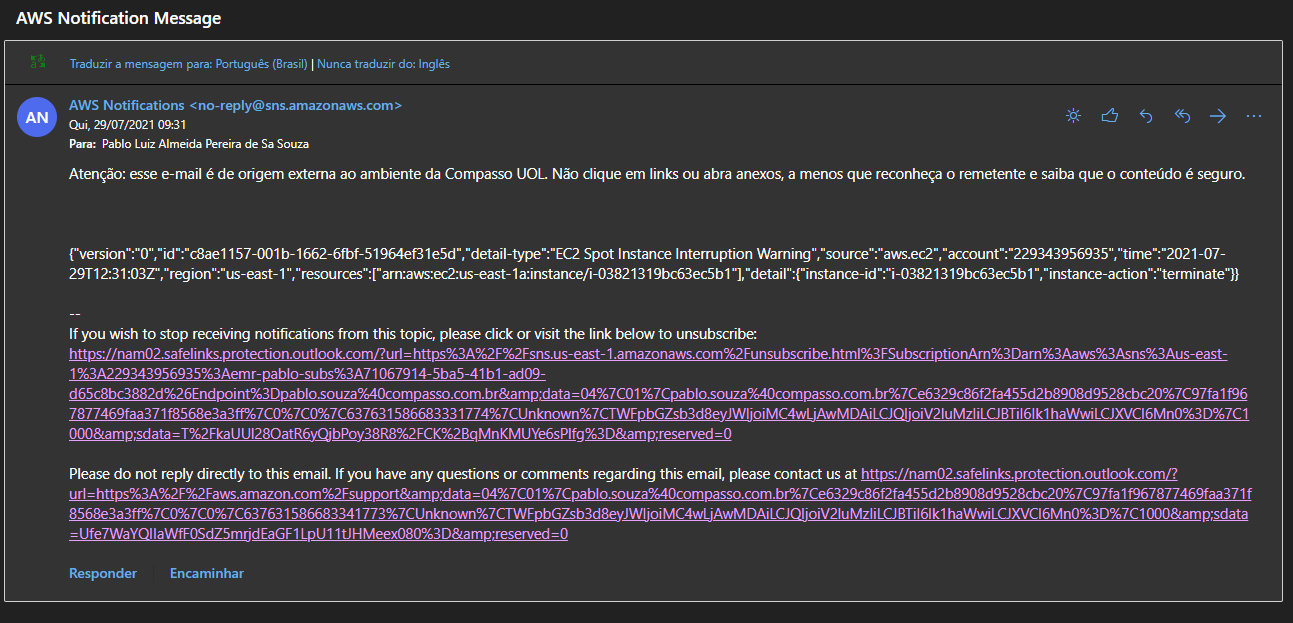 AWS Notification Message
Traduzir a mensagem para: Português (Brasil) | Nunca traduzir do: Inglês
AN
AWS Notifications <no-reply@sns.amazonaws.com>
Qui, 29/07/2021 09:31
Para: Pablo Luiz Almeida Pereira de Sa Souza
Atenção: esse e-mail é de origem externa ao ambiente da Compasso UOL. Não clique em links ou abra anexos, a menos que reconheça o remetente e saiba que o conteúdo é seguro.
{"version":"0","id":"c8ae1157-001b-1662-6fbf-51964ef31e5d","detail-type":"EC2 Spot Instance Interruption Warning","source":"aws.ec2","account":"229343956935","time":"2021-07-
29T12:31:03Z","region":"us-east-1","resources":["arn:aws:ec2:us-east-1a:instance/i-03821319bc63ec5b1"],"detail":{"instance-id":"i-03821319bc63ec5b1","instance-action":"terminate"}}
--
If you wish to stop receiving notifications from this topic, please click or visit the link below to unsubscribe:
https://nam02.safelinks.protection.outlook.com/?url=https%3A%2F%2Fsns.us-east-1.amazonaws.com%2Funsubscribe.html%3FSubscriptionArn%3Darn%3Aaws%3Asns%3Aus-east-
1%3A229343956935%3Aemr-pablo-subs%3A71067914-5ba5-41b1-ad09-
d65c8bc3882d%26Endpoint%3Dpablo.souza%40compasso.com.br&amp;data=04%7C01%7Cpablo.souza%40compasso.com.br%7Ce6329c86f2fa455d2b8908d9528cbc20%7C97fa1f96
7877469faa371f8568e3a3ff%7C0%7C0%7C637631586683331774%7CUnknown%7CTWFpbGZsb3d8eyJWIjoiMC4wLjAwMDAiLCJQIjoiV2luMzIiLCJBTiI6Ik1haWwiLCJXVCI6Mn0%3D%7C1
000&amp;sdata=T%2FkaUUl28OatR6yQjbPoy38R8%2FCK%2BqMnKMUYe6sPlfg%3D&amp;reserved=0
Please do not reply directly to this email. If you have any questions or comments regarding this email, please contact us at https://nam02.safelinks.protection.outlook.com/?
url=https%3A%2F%2Faws.amazon.com%2Fsupport&amp;data=04%7C01%7Cpablo.souza%40compasso.com.br%7Ce6329c86f2fa455d2b8908d9528cbc20%7C97fa1f967877469faa371f
8568e3a3ff%7C0%7C0%7C637631586683341773%7CUnknown%7CTWFpbGZsb3d8eyJWIjoiMC4wLjAwMDAiLCJQIjoiV2luMzIiLCJBTiI6Ik1haWwiLCJXVCI6Mn0%3D%7C1000&amp;sdata
=Ufe7WaYQIIaWfF0SdZ5mrjdEaGF1LpU11tJHMeex080%3D&amp;reserved=0
Responder Encaminhar